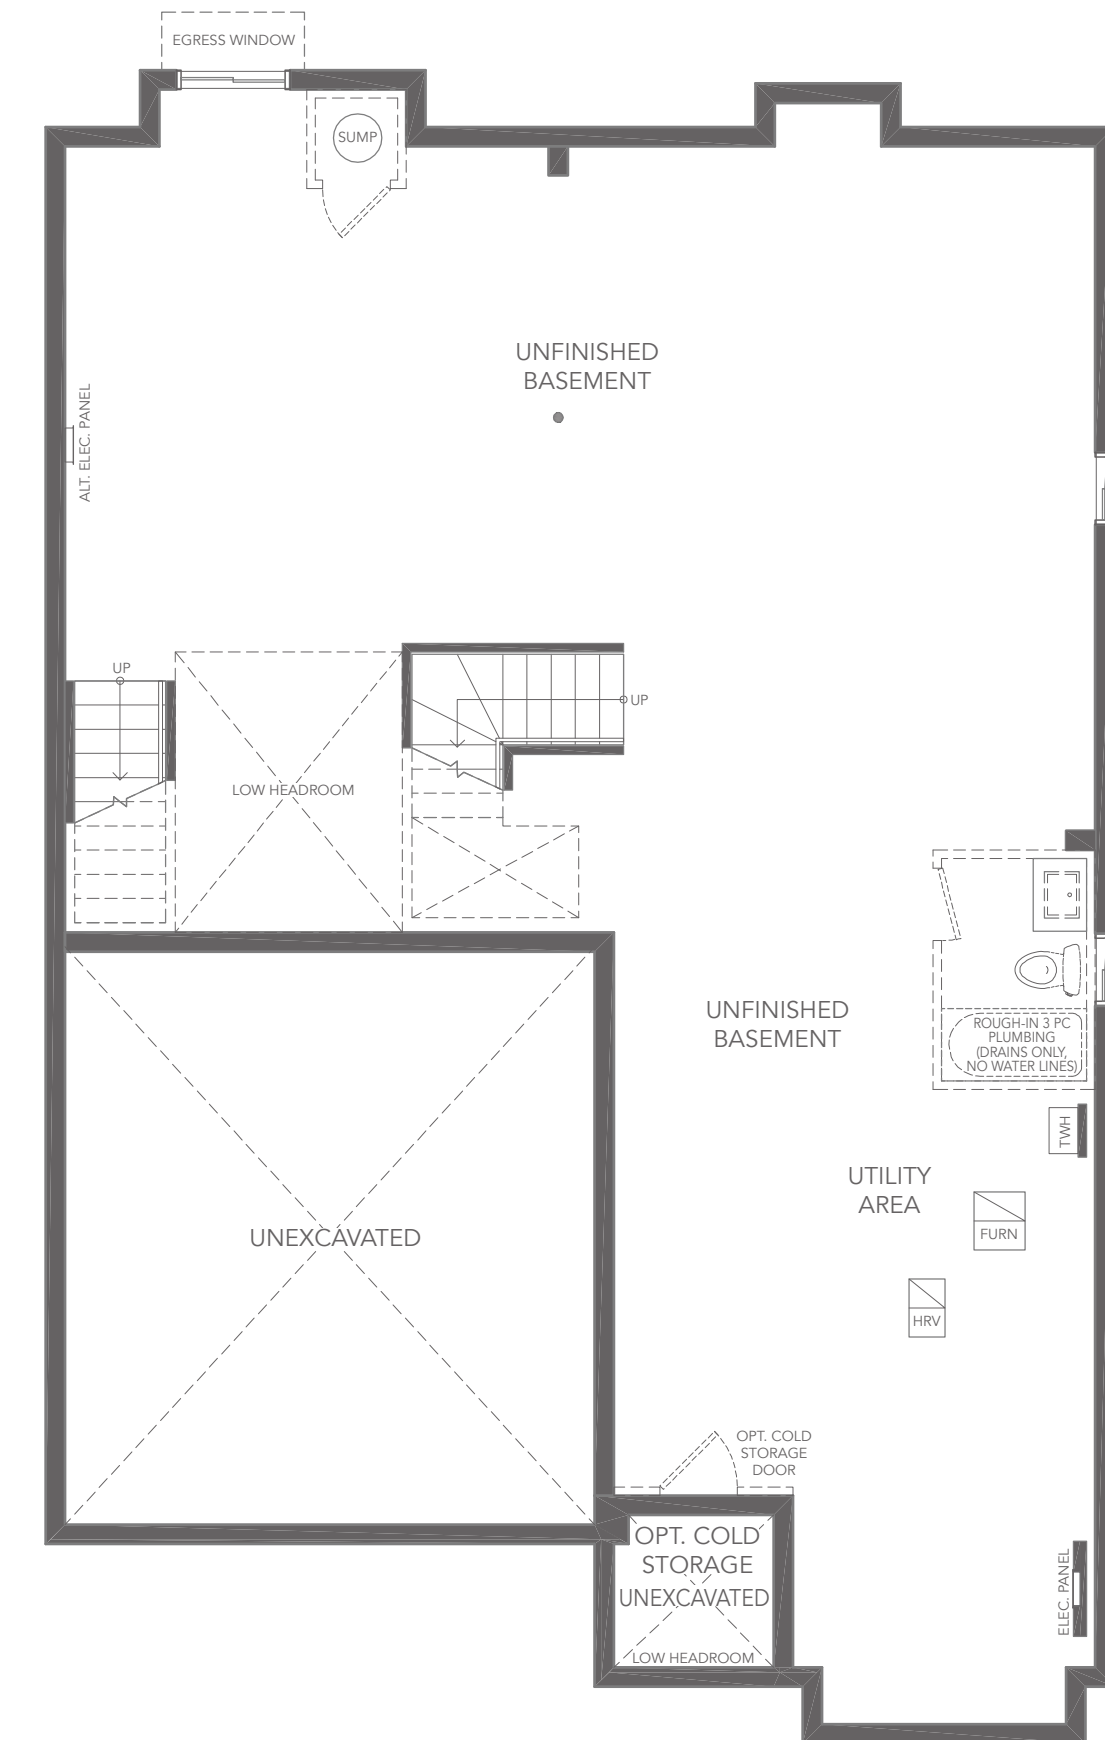 EGRESS WINDOW
SUMP
UNFINISHED
BASEMENT
ALT. ELEC. PANEL
UP
UP
LOW HEADROOM
UNFINISHED
BASEMENT
ROUGH-IN 3 PC
PLUMBING
(DRAINS ONLY,
NO WATER LINES)
TWH
UTILITY
AREA
FURN
UNEXCAVATED
HRV
OPT. COLD
STORAGE
DOOR
OPT. COLD
STORAGE
UNEXCAVATED
LOW HEADROOM
ELEC. PANEL